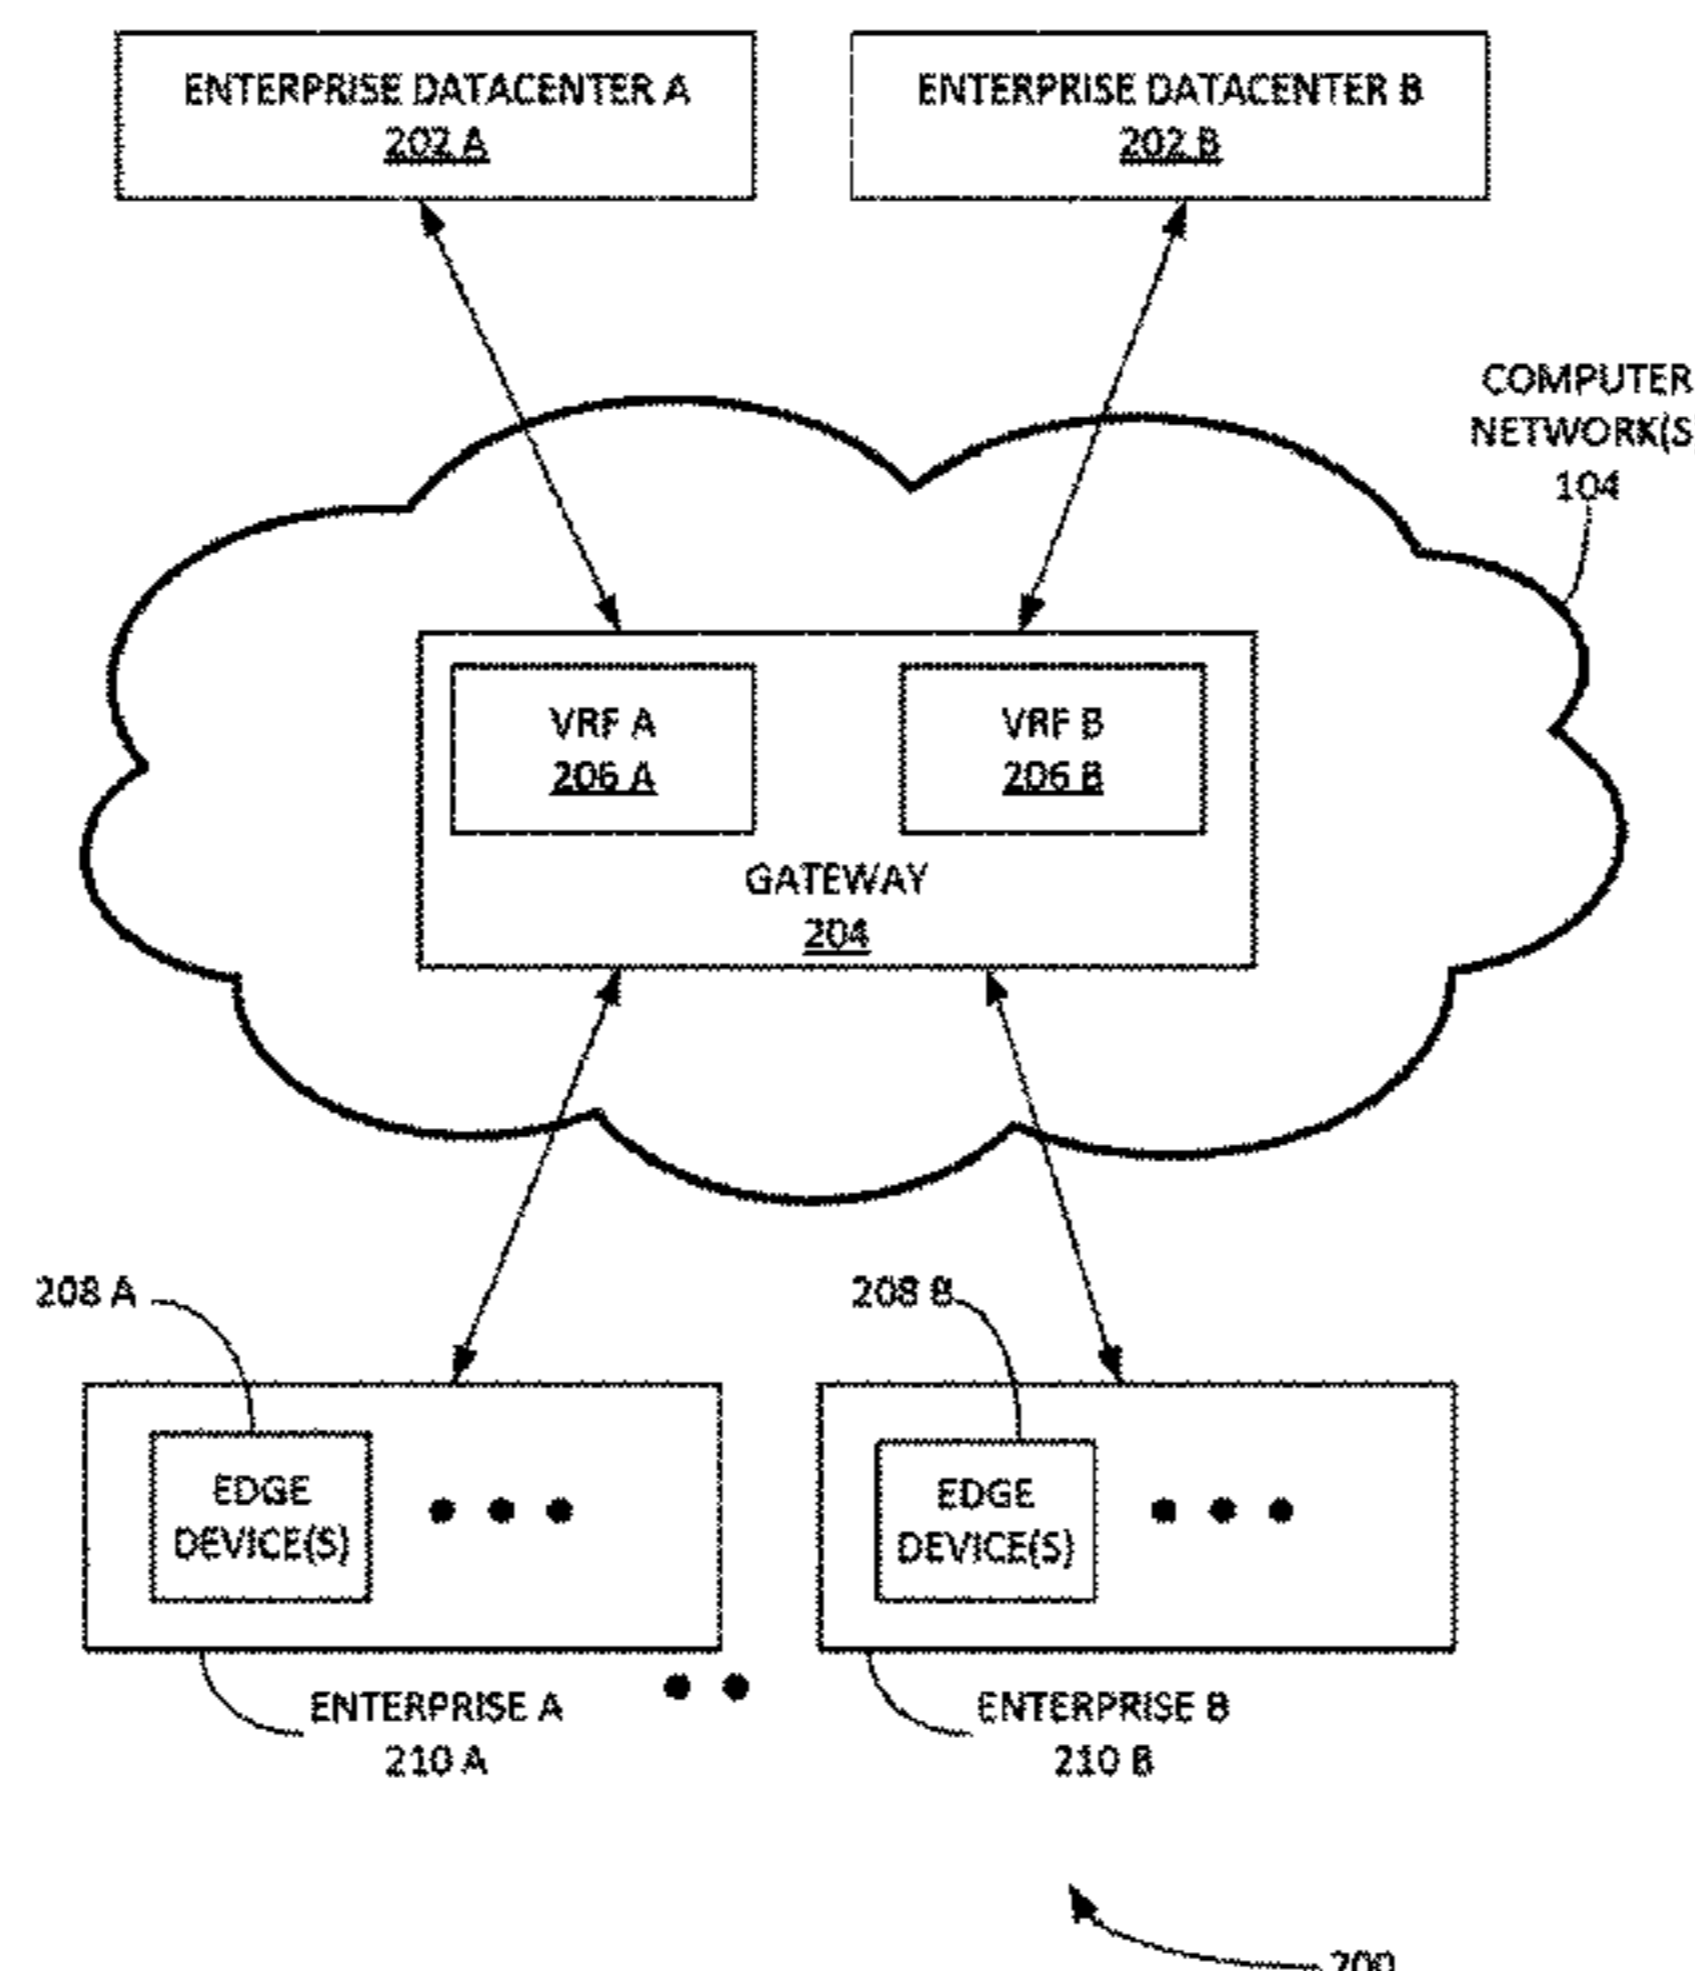 ENTERPRISE DATACENTER A
202 A
ENTERPRISE DATACENTER B
202 B
COMPUTER
NETWORK(S
104
VRF A
206 A
VRF B
206 B
GATEWAY
204
208 A
208 B
EDGE
DEVICE(S)
EDGE
DEVICE(S)
ENTERPRISE A
210 A
ENTERPRISE B
210 B
200